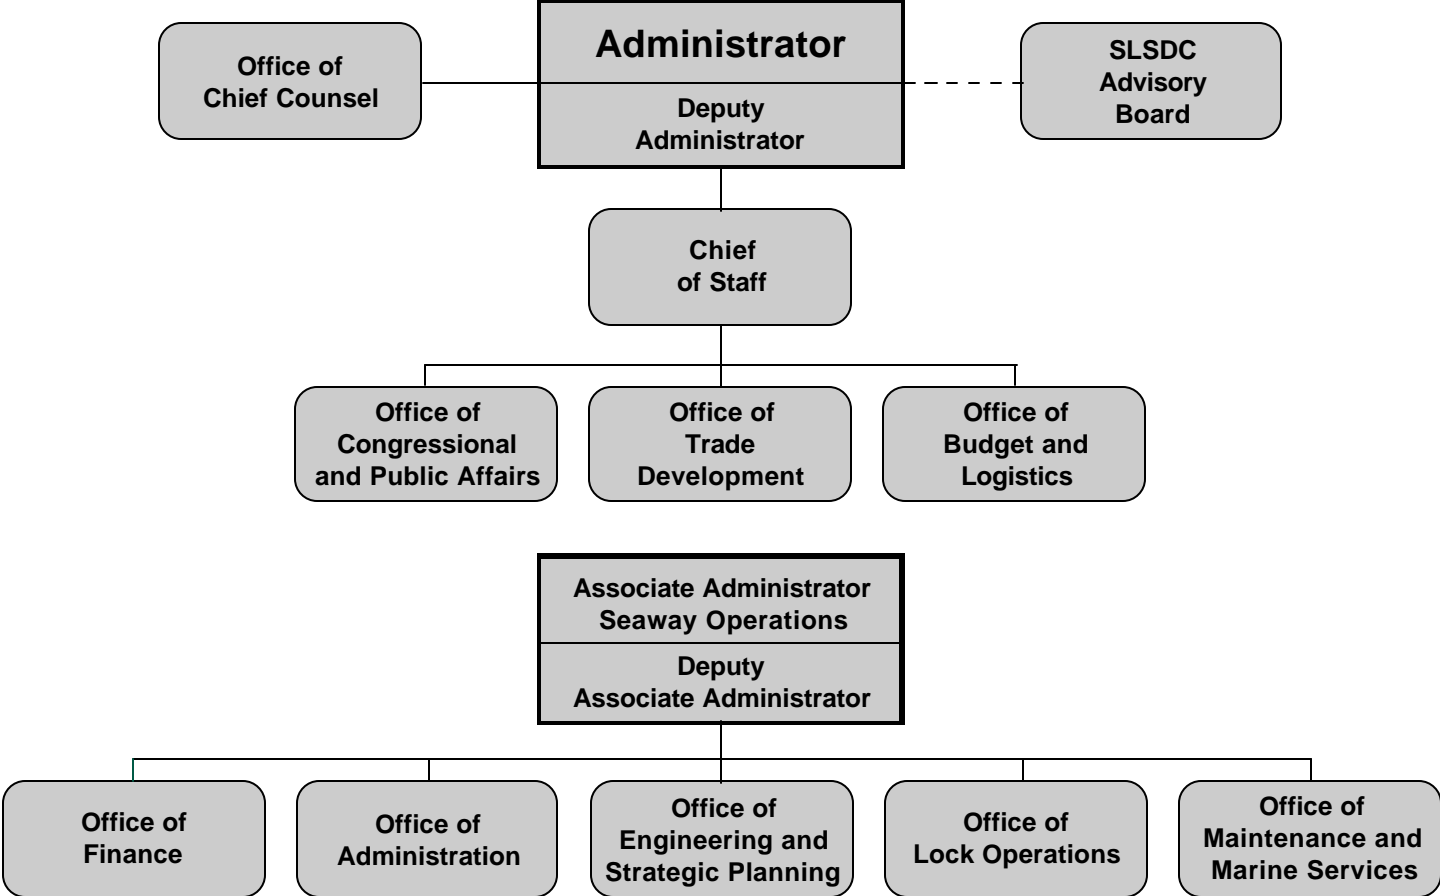 Office of
Chief Counsel
Administrator
Deputy
Administrator
SLSDC
Advisory
Board
Chief
of Staff
Office of
Congressional
and Public Affairs
Office of
Trade
Development
Office of
Budget and
Logistics
Associate Administrator
Seaway Operations
Deputy
Associate Administrator
Office of
Finance
Office of
Administration
Office of
Engineering and
Strategic Planning
Office of
Lock Operations
Office of
Maintenance and
Marine Services